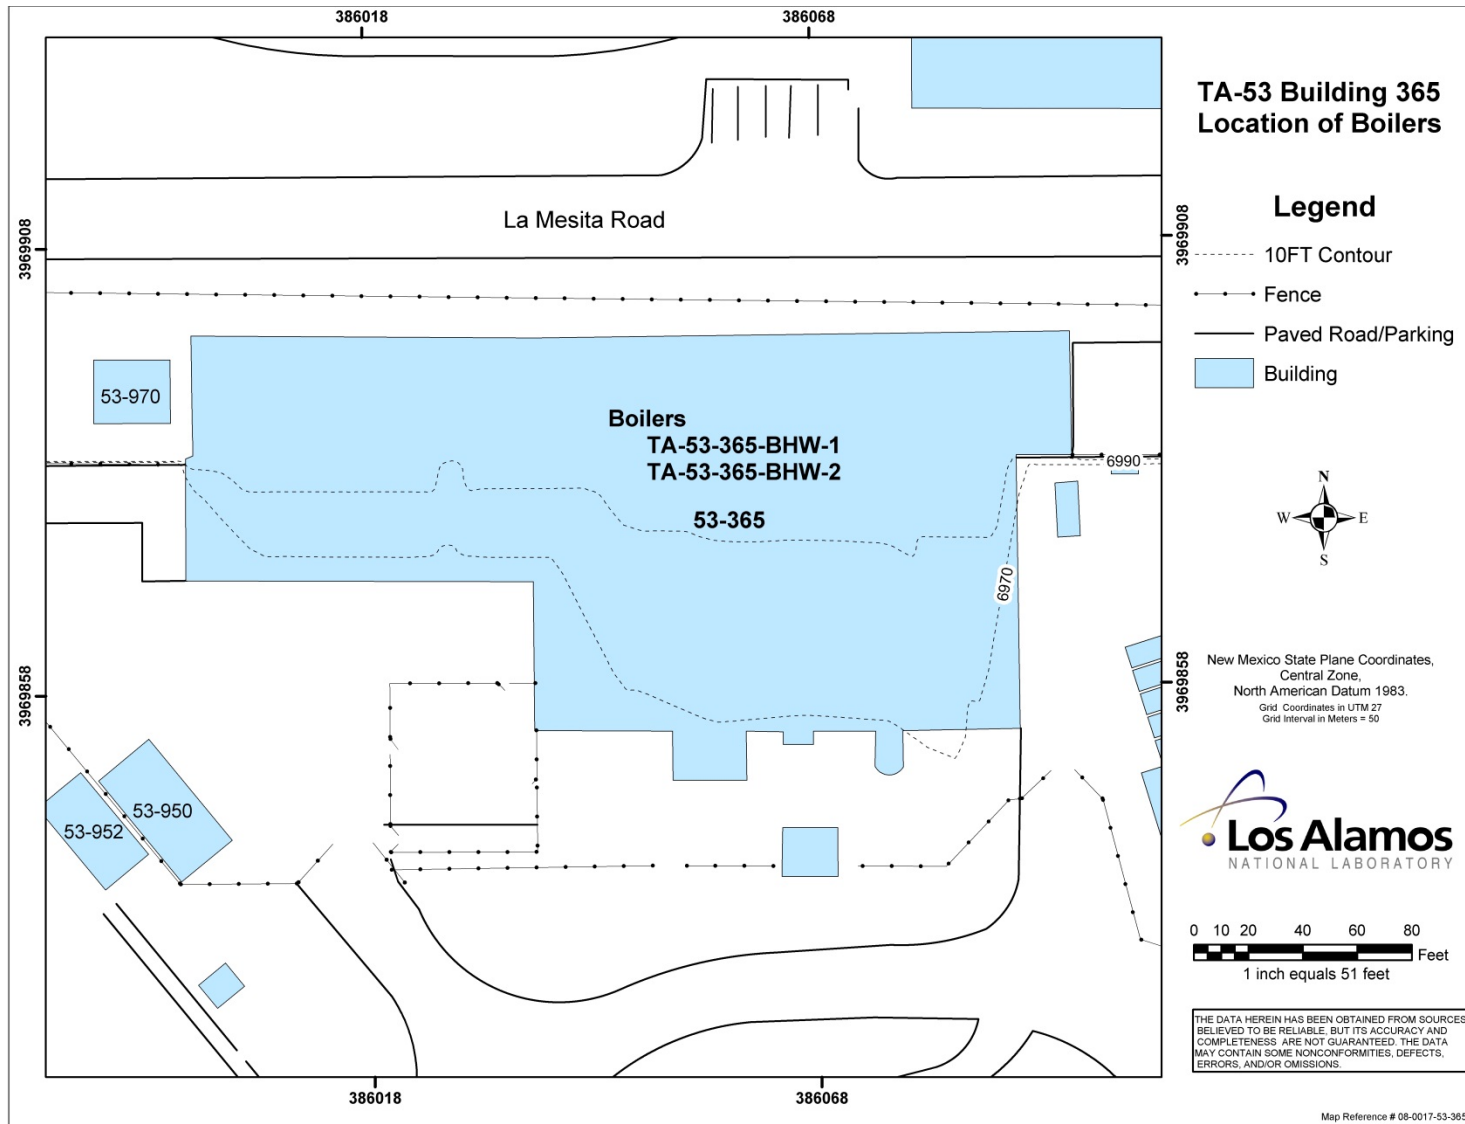 386018
386068
TA-53 Building 365
Location of Boilers
Legend
10FT Contour
Fence
Paved Road/Parking
Building
3969908
3969908
La Mesita Road
53-970
Boilers
TA-53-365-BHW-1
TA-53-365-BHW-2
53-365
6990
6970
N
W E
S
3969858
3969858
New Mexico State Plane Coordinates,
Central Zone,
North American Datum 1983.
Grid Coordinates in UTM 27
Grid Interval in Meters = 50
53-950
53-952
Los Alamos
NATIONAL LABORATORY
0 10 20 40 60 80
Feet
1 inch equals 51 feet
THE DATA HEREIN HAS BEEN OBTAINED FROM SOURCES
BELIEVED TO BE RELIABLE, BUT ITS ACCURACY AND
COMPLETENESS ARE NOT GUARANTEED. THE DATA
MAY CONTAIN SOME NONCONFORMITIES, DEFECTS,
ERRORS, AND/OR OMISSIONS.
386018
386068
Map Reference # 08-0017-53-365